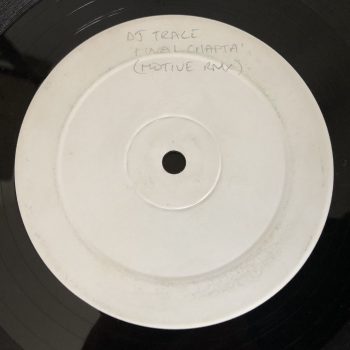 DJ TRACE
'FINAL CHAPTA'
(MOTIVE RMX)